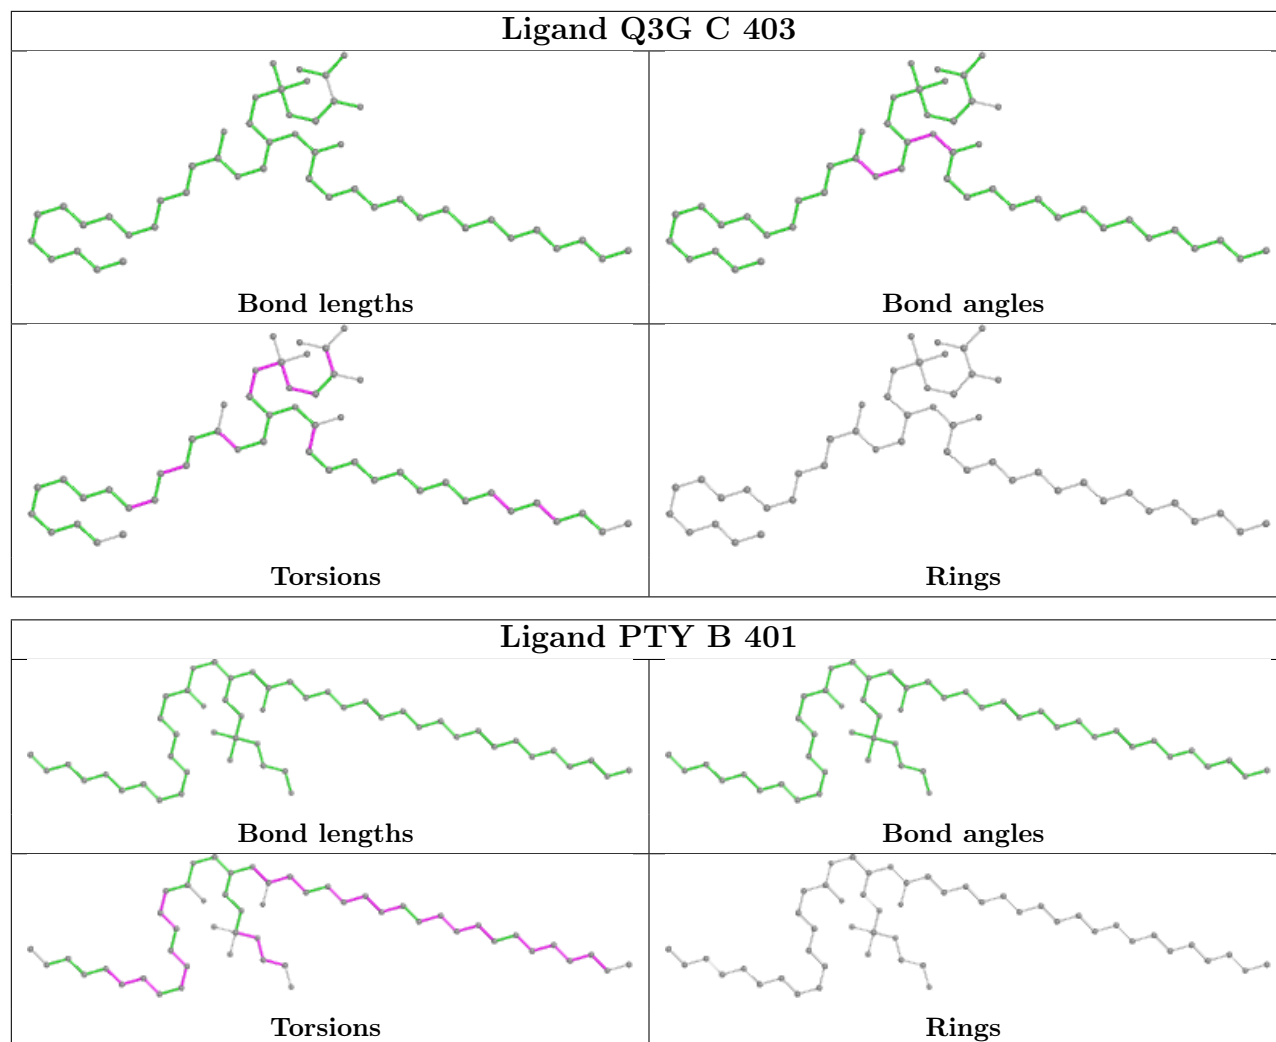 Ligand Q3G C 403
Bond lengths
Bond angles
Torsions
Rings
Ligand PTY B 401
Bond lengths
Bond angles
Torsions
Rings